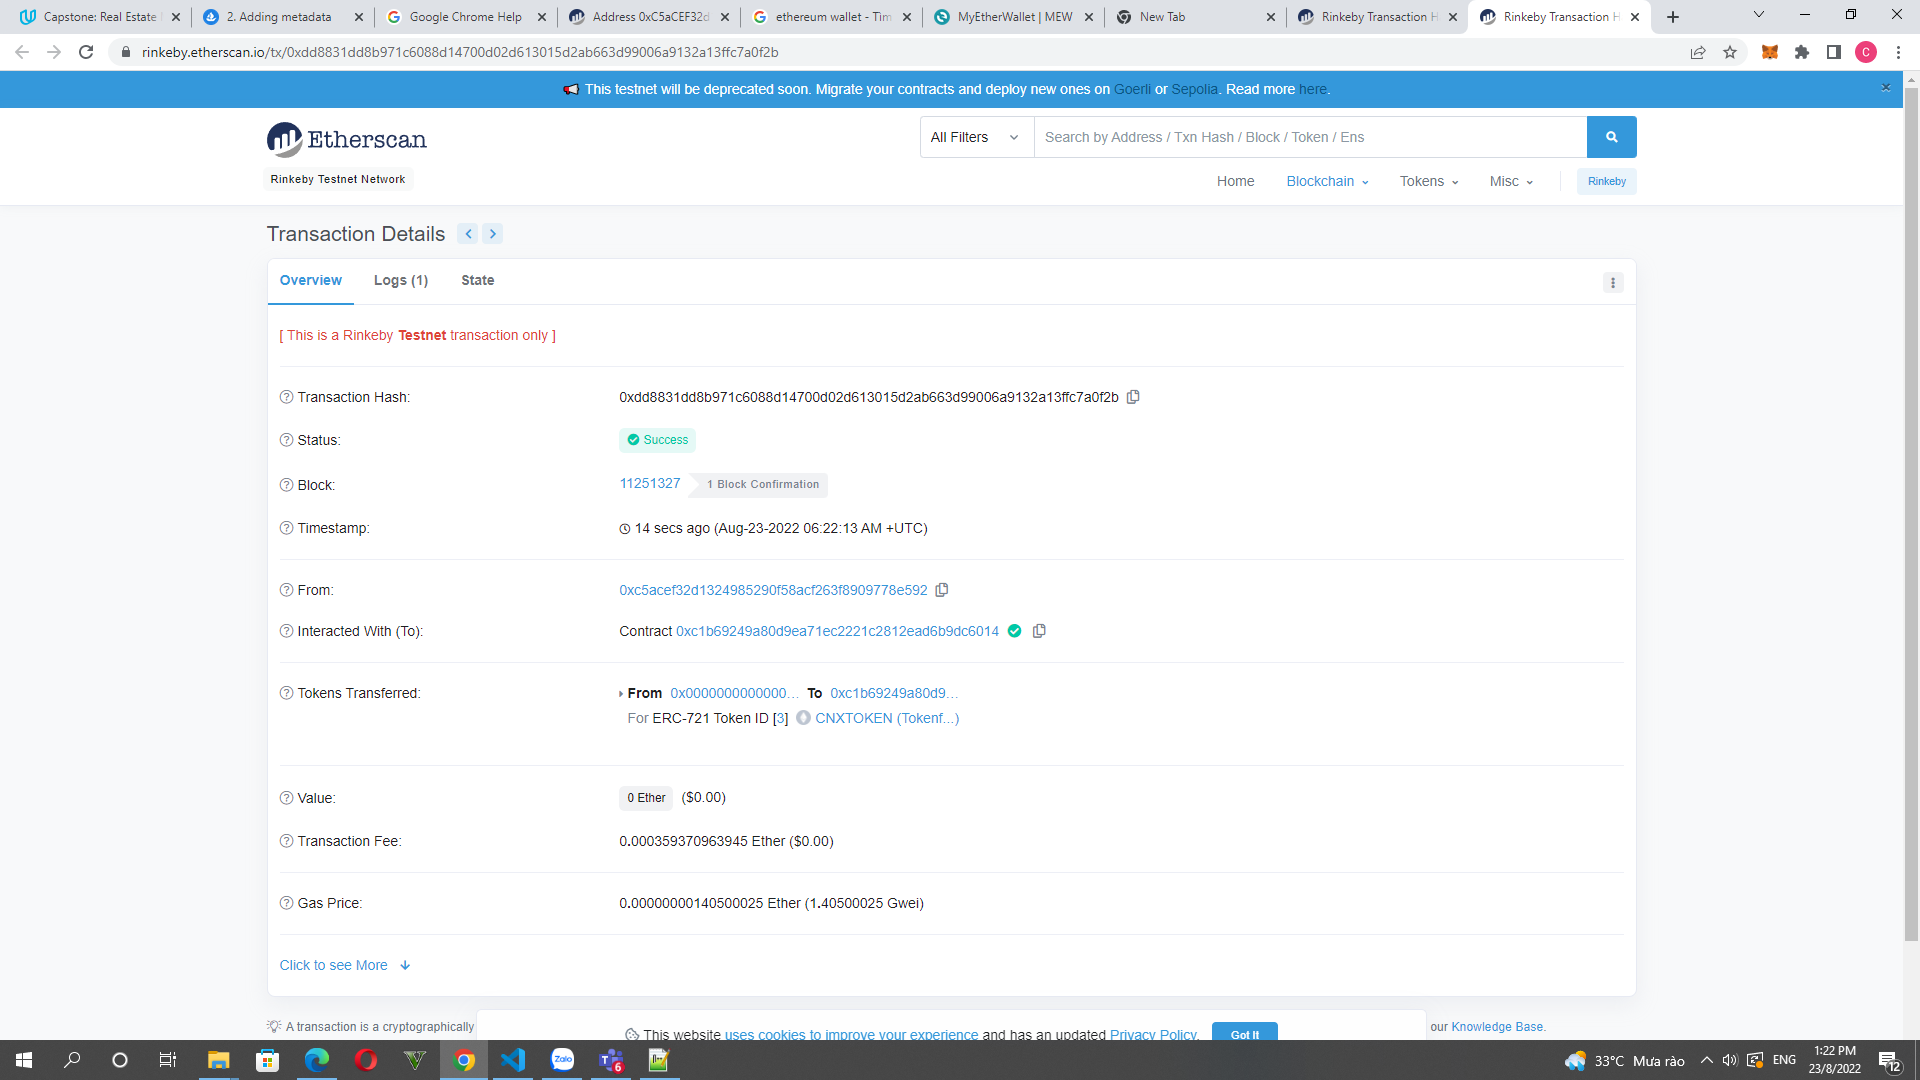 Capstone: Real Estate
2. Adding metadata
Google Chrome Help
Address 0xC5aCEF32d
ethereum wallet - Tìm
MyEtherWallet | MEW
New Tab
Rinkeby Transaction H
Rinkeby Transaction H
rinkeby.etherscan.io/tx/0xdd8831dd8b971c6088d14700d02d613015d2ab663d99006a9132a13ffc7a0f2b
C
This testnet will be deprecated soon. Migrate your contracts and deploy new ones on Goerli or Sepolia. Read more here.
Etherscan
All Filters
Search by Address / Txn Hash / Block / Token / Ens
Rinkeby Testnet Network
Home
Blockchain
Tokens
Misc
Rinkeby
Transaction Details
Overview
Logs (1)
State
[ This is a Rinkeby Testnet transaction only ]
Transaction Hash:
0xdd8831dd8b971c6088d14700d02d613015d2ab663d99006a9132a13ffc7a0f2b
Status:
Success
Block:
11251327
1 Block Confirmation
Timestamp:
14 secs ago (Aug-23-2022 06:22:13 AM +UTC)
From:
0xc5acef32d1324985290f58acf263f8909778e592
Interacted With (To):
Contract 0xc1b69249a80d9ea71ec2221c2812ead6b9dc6014
Tokens Transferred:
From 0x0000000000000... To 0xc1b69249a80d9...
For ERC-721 Token ID [3] CNXTOKEN (Tokenf...)
Value:
0 Ether ($0.00)
Transaction Fee:
0.000359370963945 Ether ($0.00)
Gas Price:
0.00000000140500025 Ether (1.40500025 Gwei)
Click to see More
A transaction is a cryptographically
our Knowledge Base.
This website uses cookies to improve your experience and has an updated Privacy Policy.
Got It
Zalo
6
33°C Mưa rào
ENG
1:22 PM
23/8/2022
12